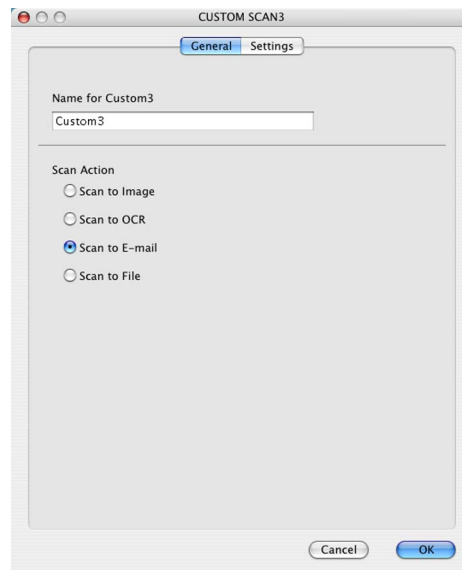 CUSTOM SCAN3
General Settings
Name for Custom3
Custom3
Scan Action
Scan to Image
Scan to OCR
Scan to E-mail
Scan to File
Cancel OK